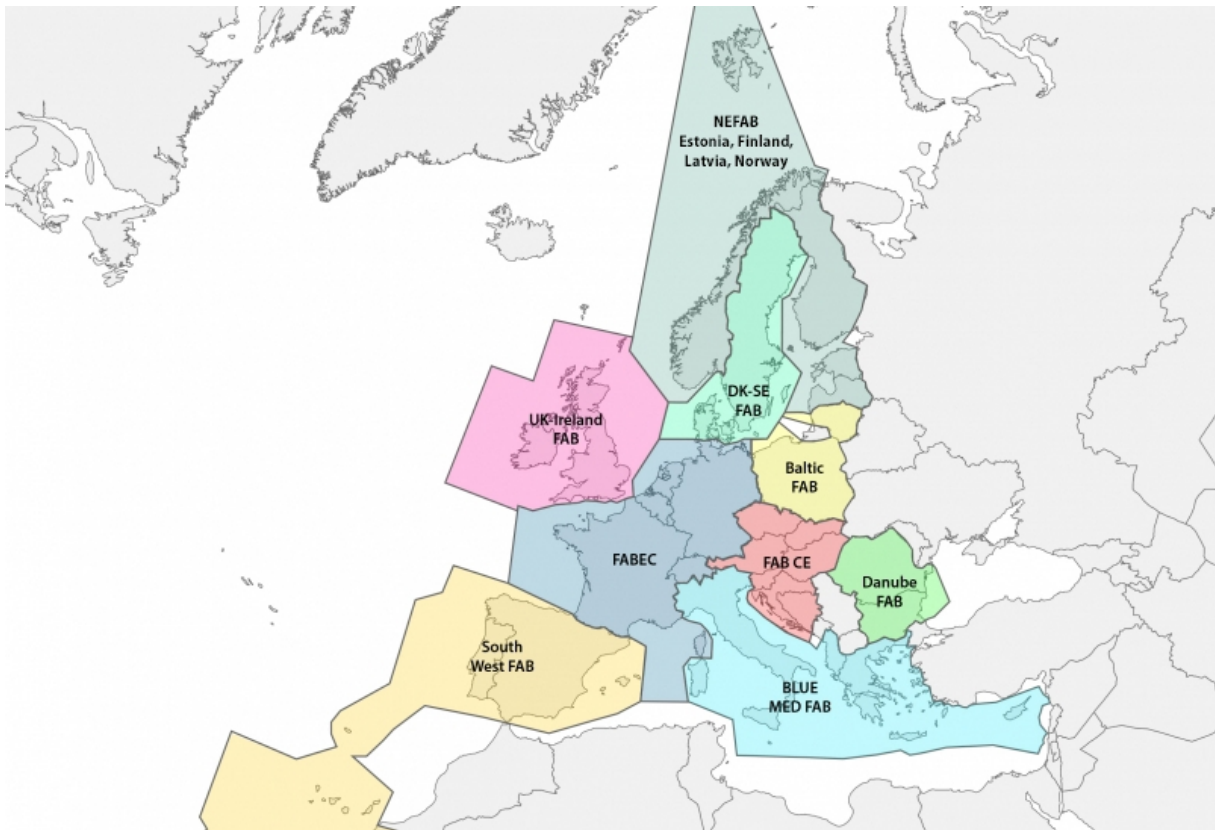 NEFAB
Estonia, Finland,
Latvia, Norway
DK-SE
FAB
UK-Ireland
FAB
Baltic
FAB
FABEC
FAB CE
Danube
FAB
South
West FAB
BLUE
MED FAB